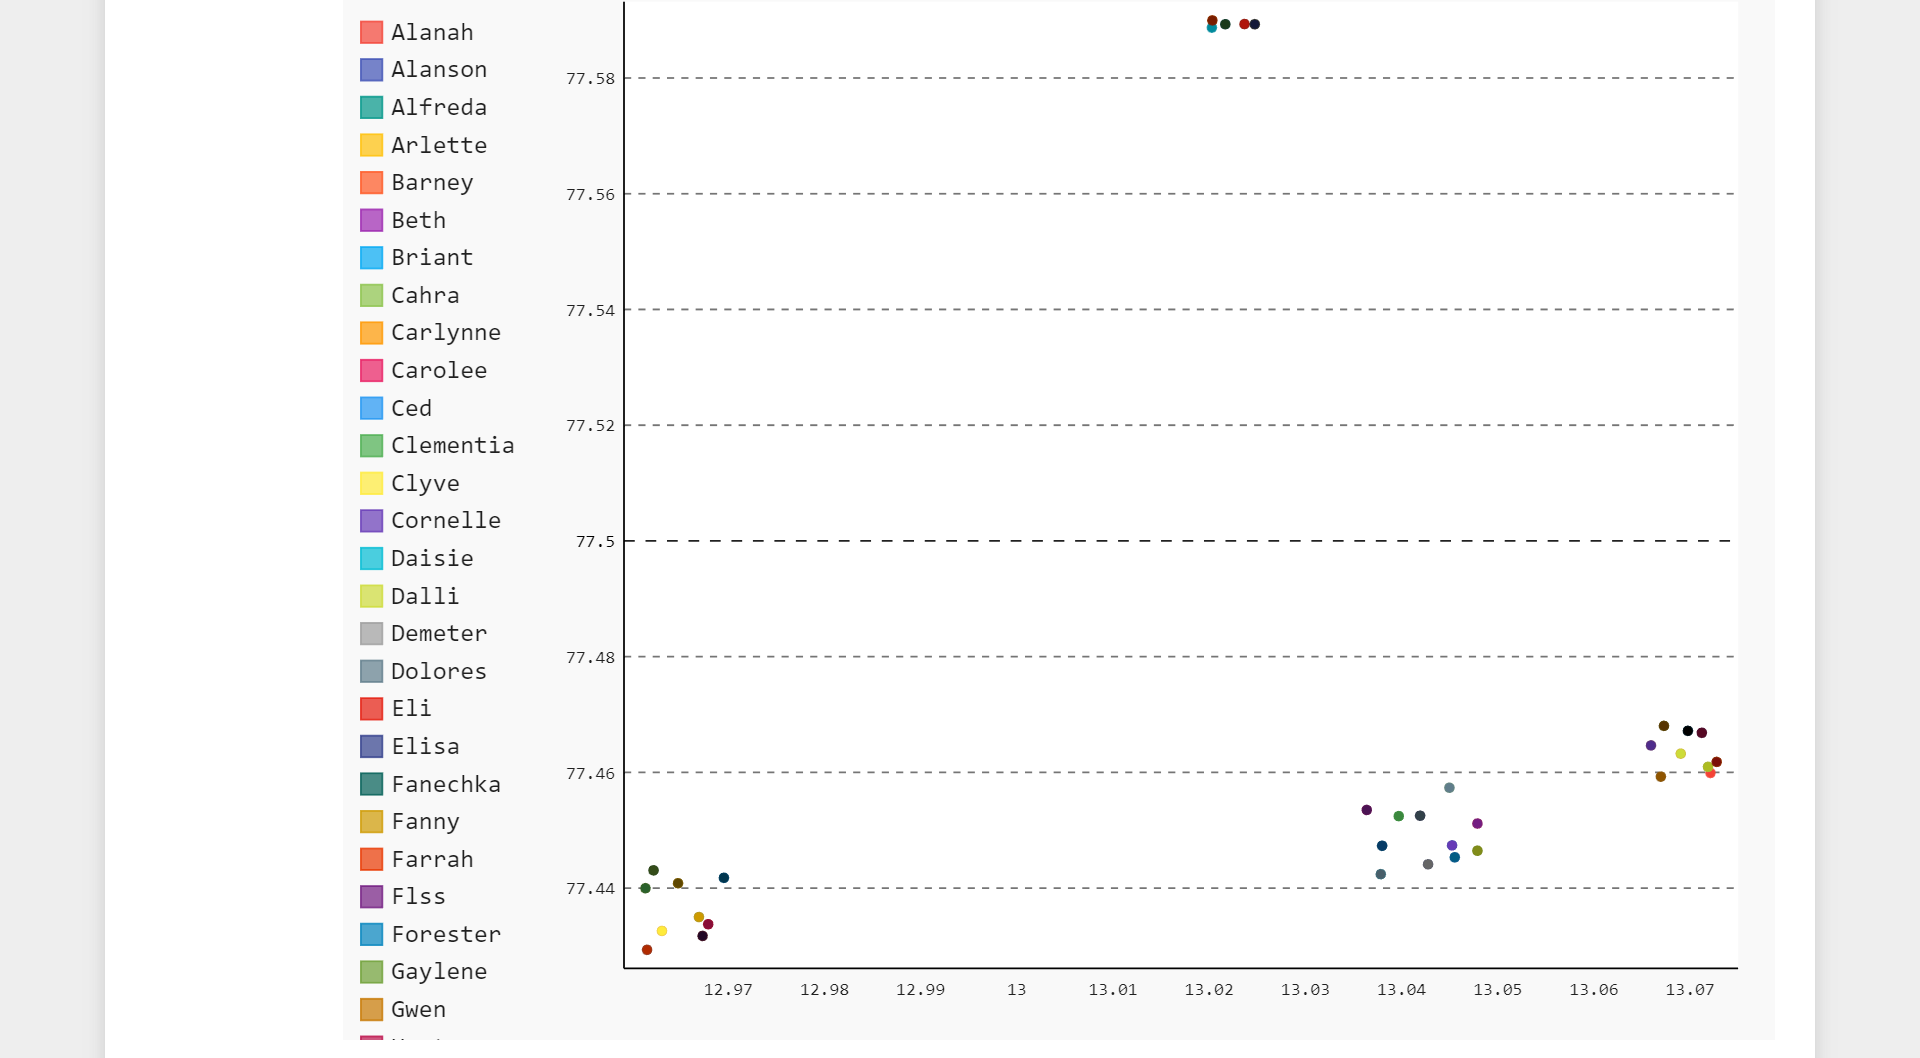 Alanah
Alanson
Alfreda
Arlette
Barney
Beth
Briant
Cahra
Carlynne
Carolee
Ced
Clementia
Clyve
Cornelle
Daisie
Dalli
Demeter
Dolores
Eli
Elisa
Fanechka
Fanny
Farrah
Flss
Forester
Gaylene
Gwen
77.58
77.56
77.54
77.52
77.5
77.48
77.46
77.44
12.97 12.98 12.99 13 13.01 13.02 13.03 13.04 13.05 13.06 13.07